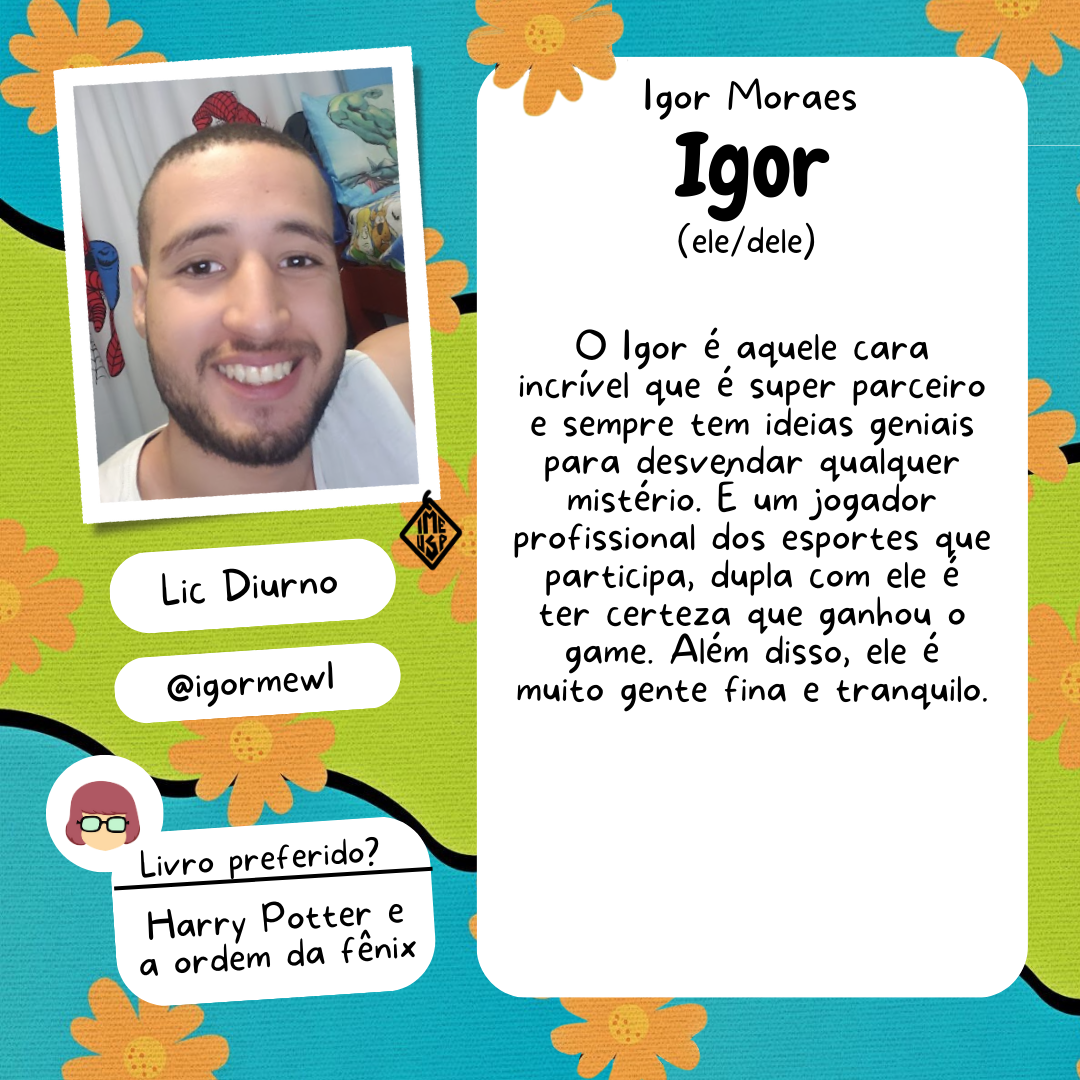 Igor Moraes
Igor
(ele/dele)
O Igor é aquele cara
incrível que é super parceiro
e sempre tem ideias geniais
para desvendar qualquer
mistério. É um jogador
profissional dos esportes que
participa, dupla com ele é
ter certeza que ganhou o
game. Além disso, ele é
muito gente fina e tranquilo.
IME
USP
Lic Diurno
@igormewl
Livro preferido?
Harry Potter e
a ordem da fênix